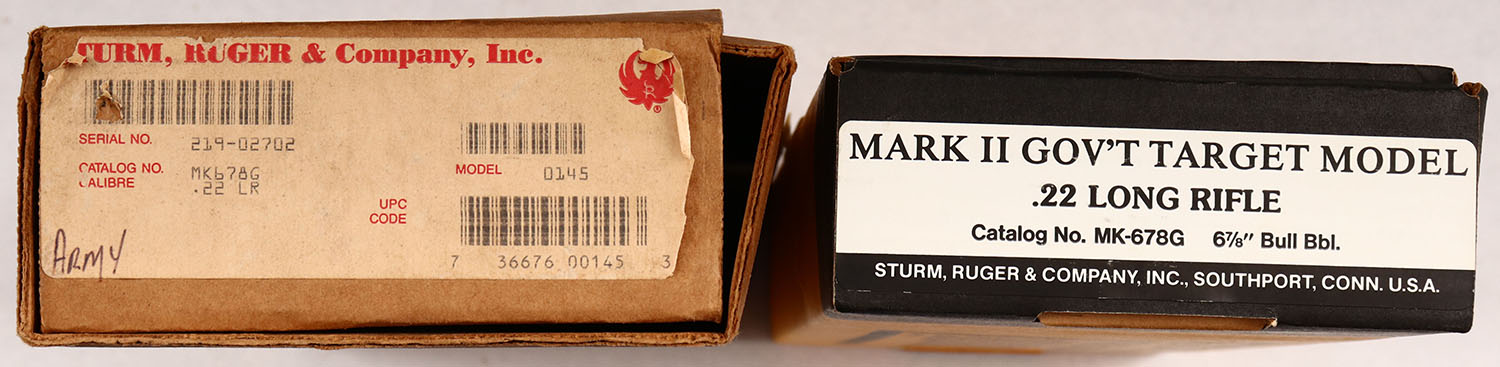 STURM, RUGER & Company, Inc.
SERIAL NO. 219-02702
CATALOG NO. MK678G
CALIBRE .22 LR
MODEL 0145
UPC
CODE
7 36676 00145 3
ARMY
R
MARK II GOV'T TARGET MODEL
.22 LONG RIFLE
Catalog No. MK-678G 6⅞" Bull Bbl.
STURM, RUGER & COMPANY, INC., SOUTHPORT, CONN. U.S.A.